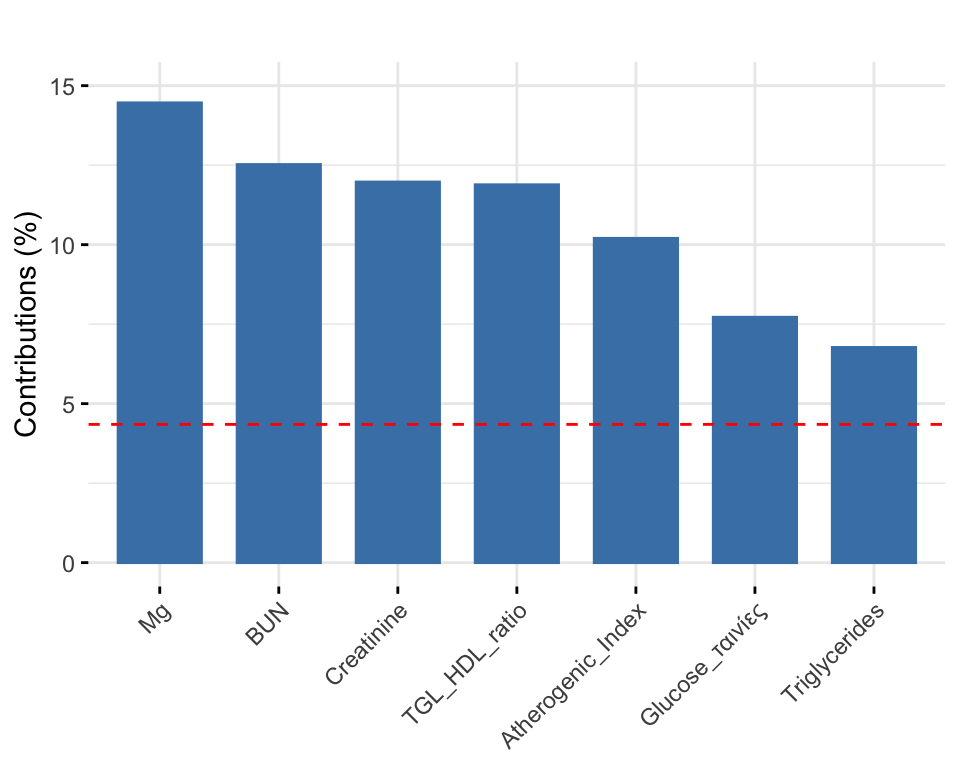 Contributions (%)
15
10
5
0
Mg
BUN
Creatinine
TGL_HDL_ratio
Atherogenic_Index
Glucose_ταινίες
Triglycerides